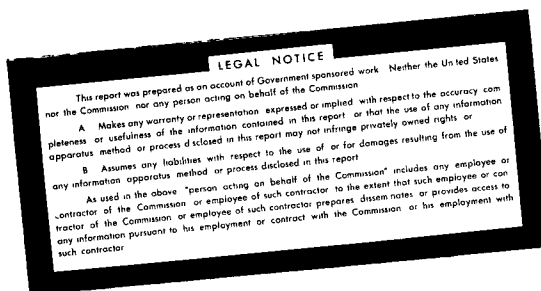 LEGAL NOTICE
This report was prepared as an account of Government sponsored work Neither the United States
nor the Commission nor any person acting on behalf of the Commission
A Makes any warranty or representation expressed or implied with respect to the accuracy com
pleteness or usefulness of the information contained in this report or that the use of any information
apparatus method or process d sclosed in this report may not infringe privately owned rights or
B Assumes any liabilities with respect to the use of or for damages resulting from the use of
any information apparatus method or process disclosed in this report
As used in the above "person acting on behalf of the Commission" includes any employee or
contractor of the Commission or employee of such contractor to the extent that such employee or con
tractor of the Commission or employee of such contractor prepares dissem nates or provides access to
any information pursuant to his employment or contract with the Commission or his employment with
such contractor